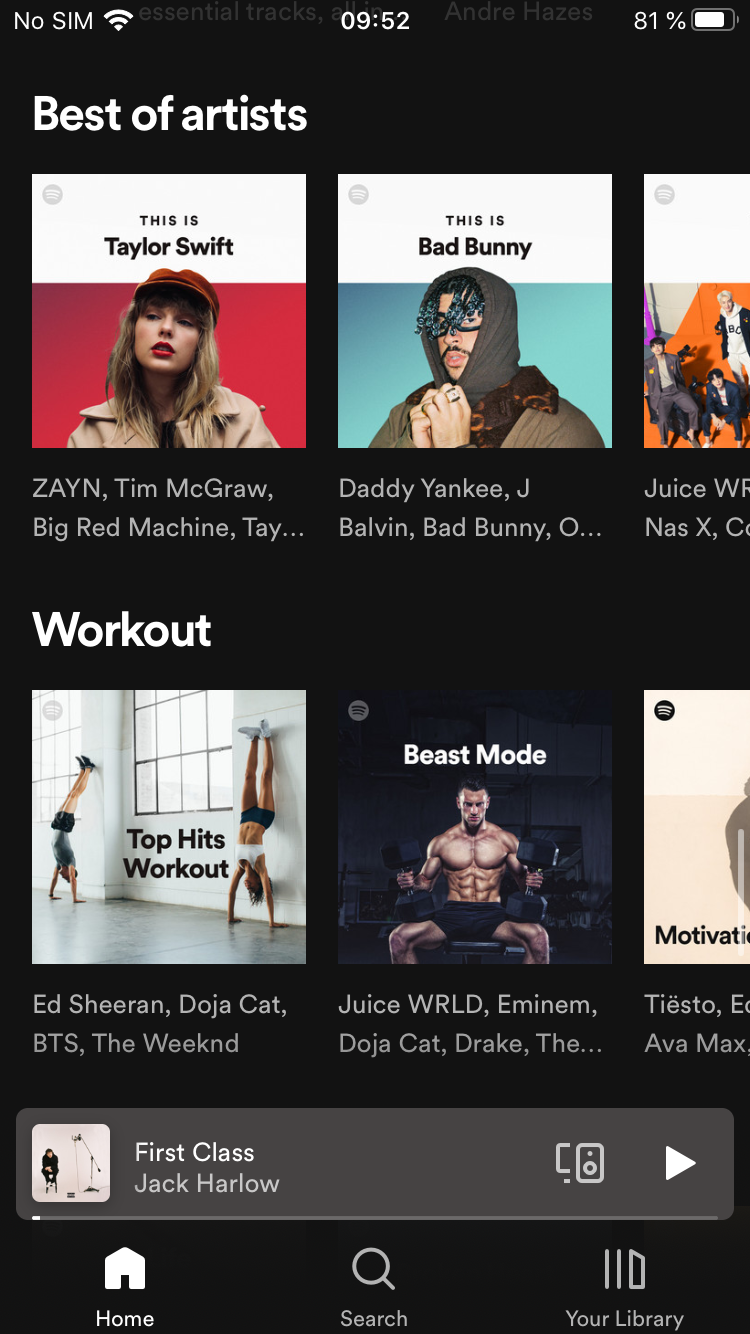 No SIM
essential tracks, all in
Andre Hazes
09:52
81 %
Best of artists
THIS IS
Taylor Swift
THIS IS
Bad Bunny
ZAYN, Tim McGraw,
Big Red Machine, Tay...
Daddy Yankee, J
Balvin, Bad Bunny, O...
Juice WR
Nas X, Co
Workout
Top Hits
Workout
Beast Mode
Motivatio
Ed Sheeran, Doja Cat,
BTS, The Weeknd
Juice WRLD, Eminem,
Doja Cat, Drake, The...
Tiësto, Ed
Ava Max,
First Class
Jack Harlow
Home
Search
Your Library